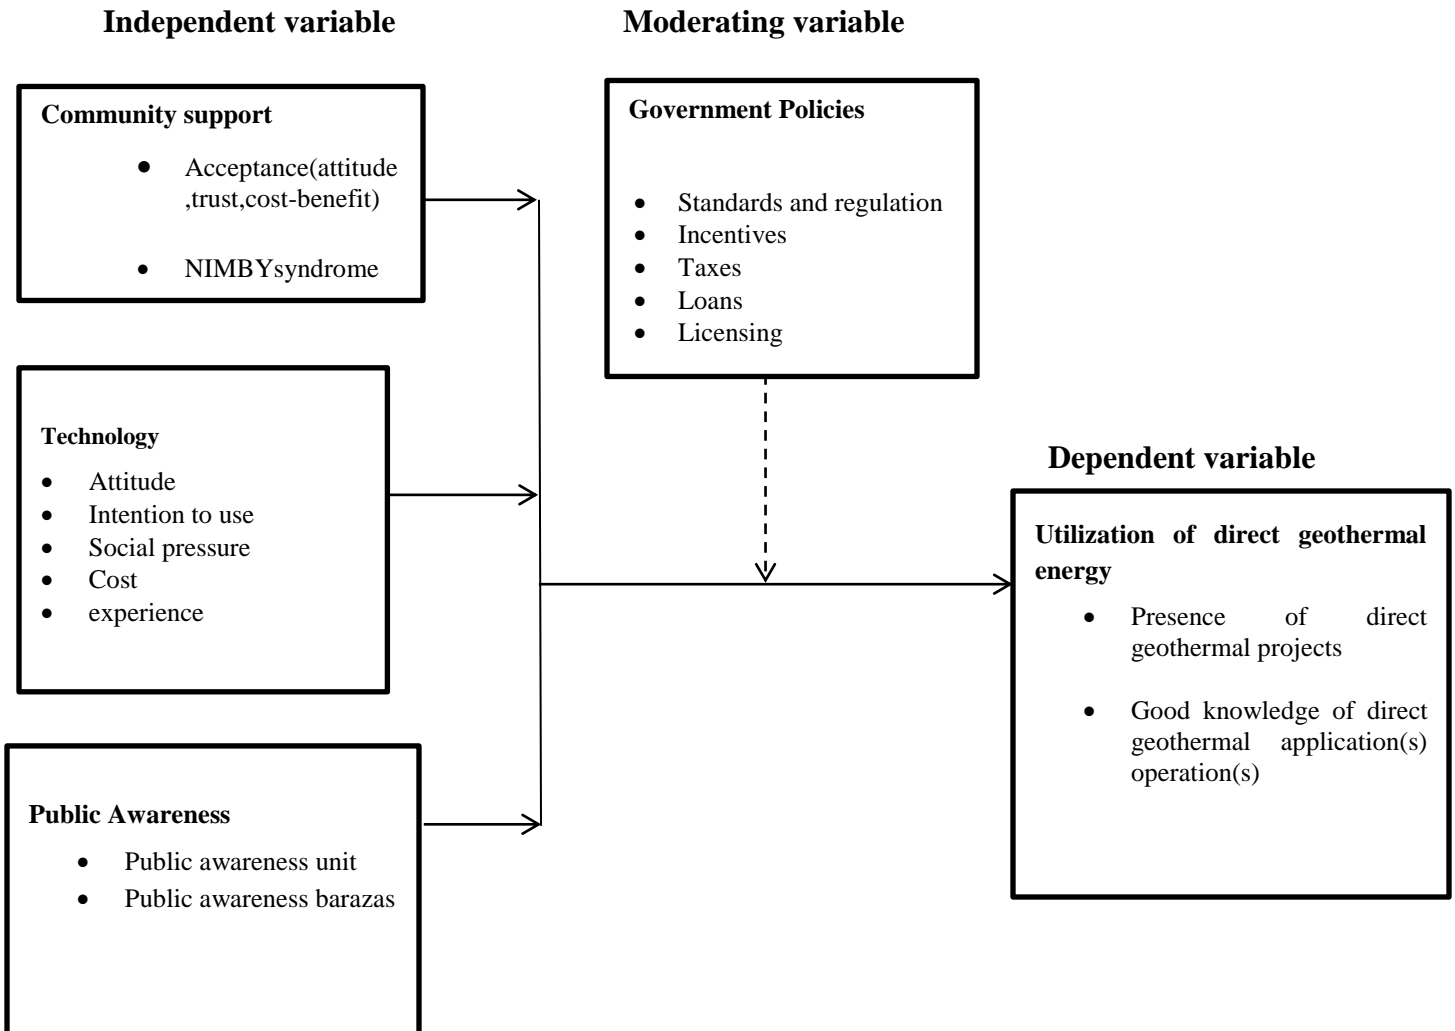 Independent variable
Moderating variable
Community support
• Acceptance(attitude
,trust,cost-benefit)
• NIMBYsyndrome
Government Policies
• Standards and regulation
• Incentives
• Taxes
• Loans
• Licensing
Technology
• Attitude
• Intention to use
• Social pressure
• Cost
• experience
Dependent variable
Utilization of direct geothermal
energy
• Presence of direct
geothermal projects
• Good knowledge of direct
geothermal application(s)
operation(s)
Public Awareness
• Public awareness unit
• Public awareness barazas